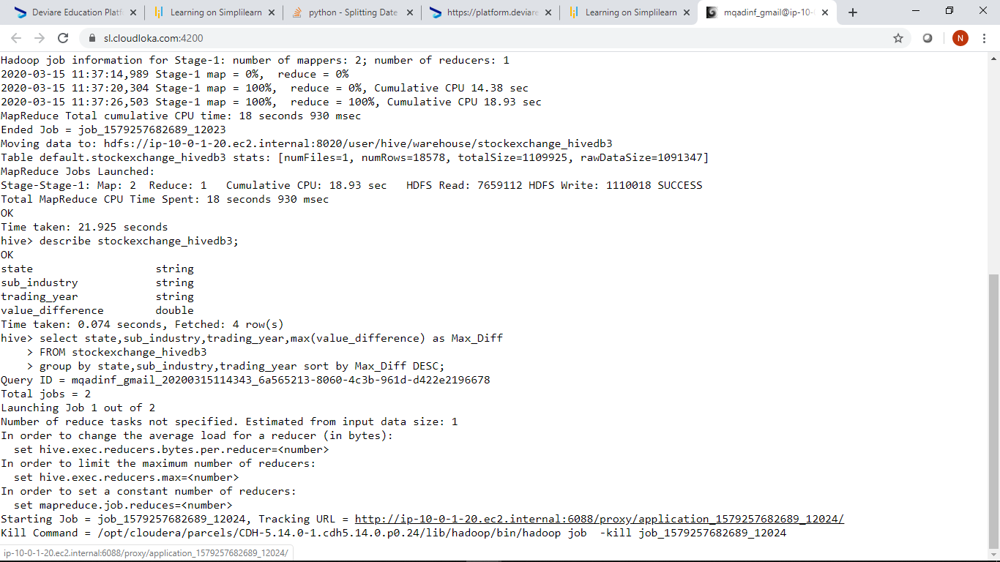 Deviare Education Platf
Learning on Simplilearn
python - Splitting Date
https://platform.deviare
Learning on Simplilearn
mqadinf_gmail@ip-10-
sl.cloudloka.com:4200
N
Hadoop job information for Stage-1: number of mappers: 2; number of reducers: 1
2020-03-15 11:37:14,989 Stage-1 map = 0%,  reduce = 0%
2020-03-15 11:37:20,304 Stage-1 map = 100%,  reduce = 0%, Cumulative CPU 14.38 sec
2020-03-15 11:37:26,503 Stage-1 map = 100%,  reduce = 100%, Cumulative CPU 18.93 sec
MapReduce Total cumulative CPU time: 18 seconds 930 msec
Ended Job = job_1579257682689_12023
Moving data to: hdfs://ip-10-0-1-20.ec2.internal:8020/user/hive/warehouse/stockexchange_hivedb3
Table default.stockexchange_hivedb3 stats: [numFiles=1, numRows=18578, totalSize=1109925, rawDataSize=1091347]
MapReduce Jobs Launched:
Stage-Stage-1: Map: 2  Reduce: 1   Cumulative CPU: 18.93 sec   HDFS Read: 7659112 HDFS Write: 1110018 SUCCESS
Total MapReduce CPU Time Spent: 18 seconds 930 msec
OK
Time taken: 21.925 seconds
hive> describe stockexchange_hivedb3;
OK
state                   string
sub_industry            string
trading_year            string
value_difference        double
Time taken: 0.074 seconds, Fetched: 4 row(s)
hive> select state,sub_industry,trading_year,max(value_difference) as Max_Diff
    > FROM stockexchange_hivedb3
    > group by state,sub_industry,trading_year sort by Max_Diff DESC;
Query ID = mqadinf_gmail_20200315114343_6a565213-8060-4c3b-961d-d422e2196678
Total jobs = 2
Launching Job 1 out of 2
Number of reduce tasks not specified. Estimated from input data size: 1
In order to change the average load for a reducer (in bytes):
  set hive.exec.reducers.bytes.per.reducer=<number>
In order to limit the maximum number of reducers:
  set hive.exec.reducers.max=<number>
In order to set a constant number of reducers:
  set mapreduce.job.reduces=<number>
Starting Job = job_1579257682689_12024, Tracking URL = http://ip-10-0-1-20.ec2.internal:6088/proxy/application_1579257682689_12024/
Kill Command = /opt/cloudera/parcels/CDH-5.14.0-1.cdh5.14.0.p0.24/lib/hadoop/bin/hadoop job  -kill job_1579257682689_12024
ip-10-0-1-20.ec2.internal:6088/proxy/application_1579257682689_12024/